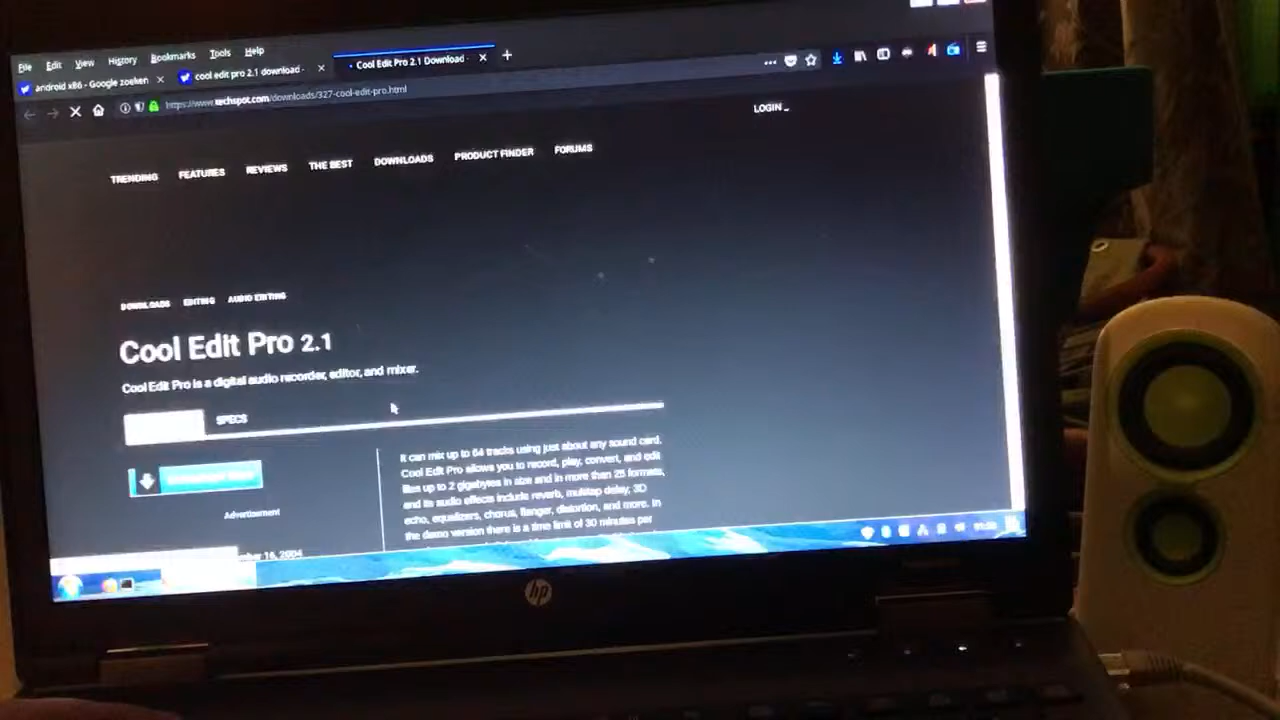 File Edit View History Bookmarks Tools Help
android x86 - Google zoeken
cool edit pro 2.1 download -
Cool Edit Pro 2.1 Download
https://www.techspot.com/downloads/327-cool-edit-pro.html
LOGIN
TRENDING FEATURES REVIEWS THE BEST DOWNLOADS PRODUCT FINDER FORUMS
DOWNLOADS EDITING AUDIO EDITING
Cool Edit Pro 2.1
Cool Edit Pro is a digital audio recorder, editor, and mixer.
SPECS
It can mix up to 64 tracks using just about any sound card.
Cool Edit Pro allows you to record, play, convert, and edit
files up to 2 gigabytes in size and in more than 25 formats,
and its audio effects include reverb, multitap delay, 3D
echo, equalizers, chorus, flanger, distortion, and more. In
the demo version there is a time limit of 30 minutes per
Advertisement
16, 2004
hp